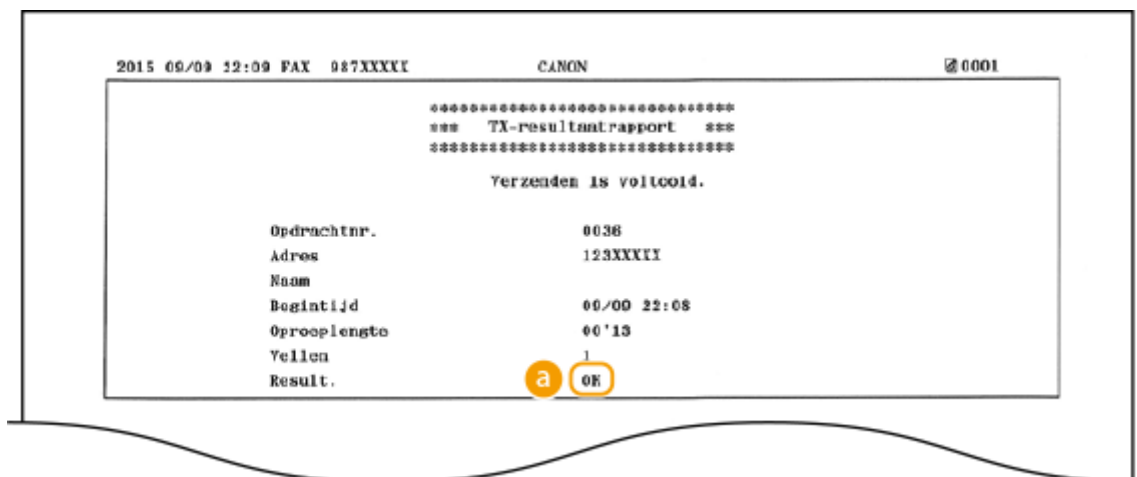 2015 09/09 22:09 FAX 987XXXXX CANON 0001
*******************************
*** TX-resultaatrapport ***
*******************************
Verzenden is voltooid.
Opdrachtnr. 0036
Adres 123XXXXX
Naam
Begintijd 09/09 22:08
Oproeplengte 00'13
Vellen 1
Result. a OK